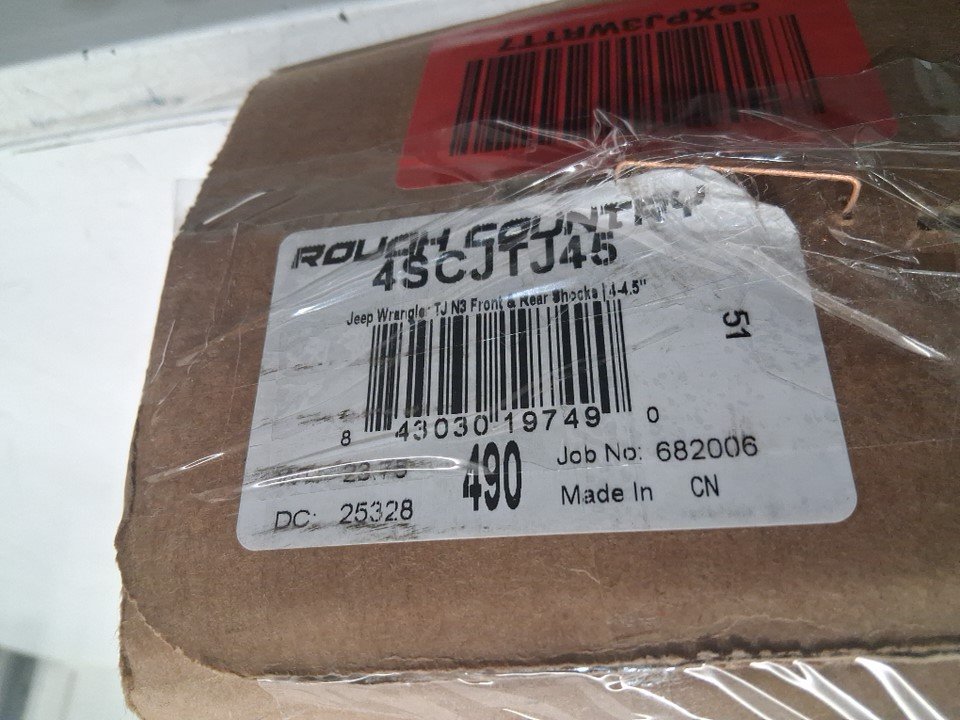 csXPJ3WRTT7
ROUGH COUNTRY
4SCJTJ45
Jeep Wrangler TJ N3 Front & Rear Shocks | 4-4.5"
51
8 43030 19749 0
490
Job No: 682006
DC: 25328
Made In CN